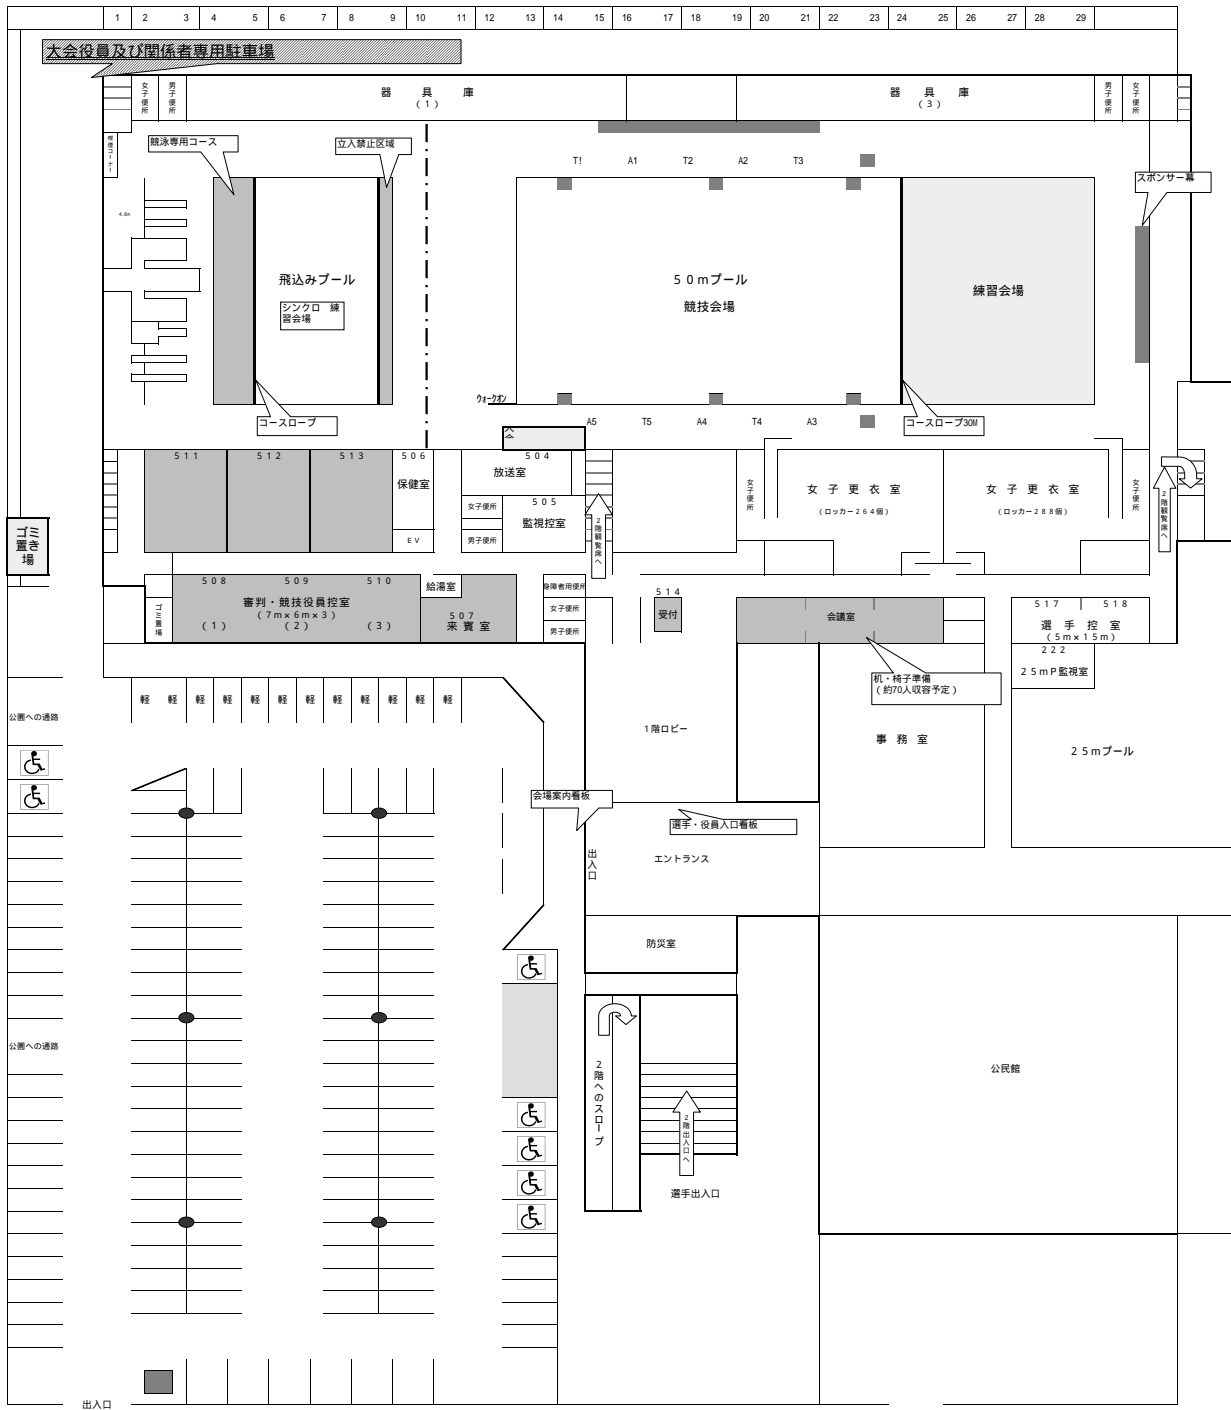 1 2 3 4 5 6 7 8 9 10 11 12 13 14 15 16 17 18 19 20 21 22 23 24 25 26 27 28 29
大会役員及び関係者専用駐車場
女子便所
男子便所
器 具 庫
(1)
器 具 庫
(3)
男子便所
女子便所
喫煙コーナー
競泳専用コース
立入禁止区域
T! A1 T2 A2 T3
スポンサー幕
4.0m
飛込みプール
シンクロ 練
習会場
50mプール
競技会場
練習会場
ウォークオン
コースロープ
A5 T5 A4 T4 A3
コースロープ30M
511 512 513 506
保健室
EV
504
放送室
505
監視控室
女子便所
男子便所
2階観覧席へ
女子便所
女 子 更 衣 室
(ロッカー264個)
女 子 更 衣 室
(ロッカー288個)
女子便所
2階観覧席へ
ゴミ
置き
場
508 509 510
審判・競技役員控室
(7m×6m×3)
(1) (2) (3)
ゴミ置場
給湯室
507
来賓室
身障者用便所
女子便所
男子便所
514
受付
会議室
517 518
選 手 控 室
(5m×15m)
222
25mP監視室
机・椅子準備
(約70人収容予定)
軽 軽 軽 軽 軽 軽 軽 軽 軽 軽 軽 軽
公園への通路
1階ロビー
事 務 室
25mプール
会場案内看板
選手・役員入口看板
出入口
エントランス
防災室
公園への通路
2階へのスロープ
2階出入口へ
選手出入口
公民館
出入口